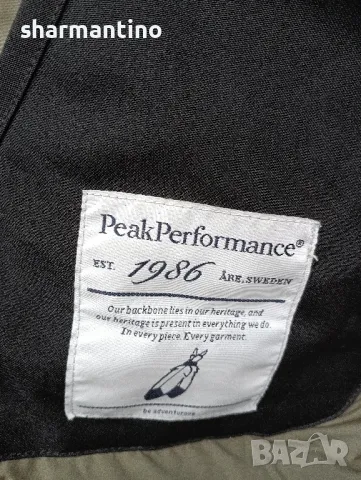 sharmantino
PeakPerformance®
EST. 1986 ÅRE, SWEDEN
Our backbone lies in our heritage, and
our heritage is present in everything we do.
In every piece. Every garment.
be adventurous
BAZAR